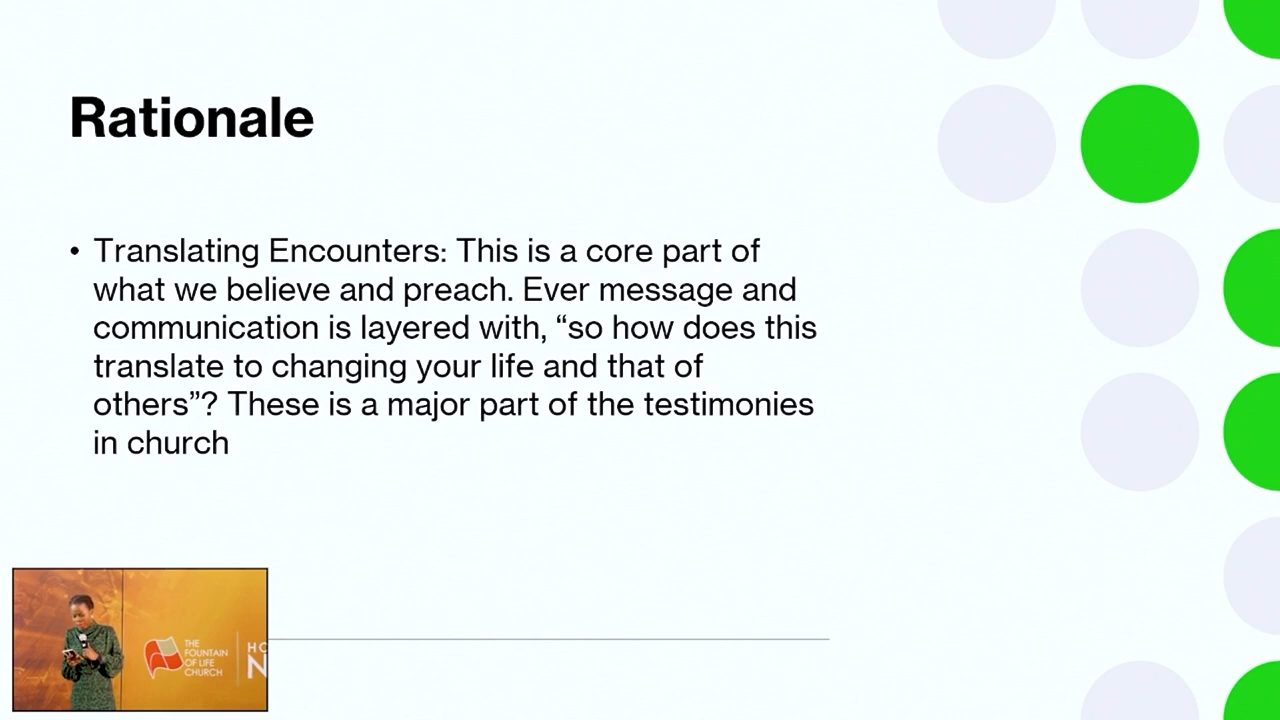 Rationale
• Translating Encounters: This is a core part of
what we believe and preach. Ever message and
communication is layered with, “so how does this
translate to changing your life and that of
others”? These is a major part of the testimonies
in church
THE
FOUNTAIN
OF LIFE
CHURCH